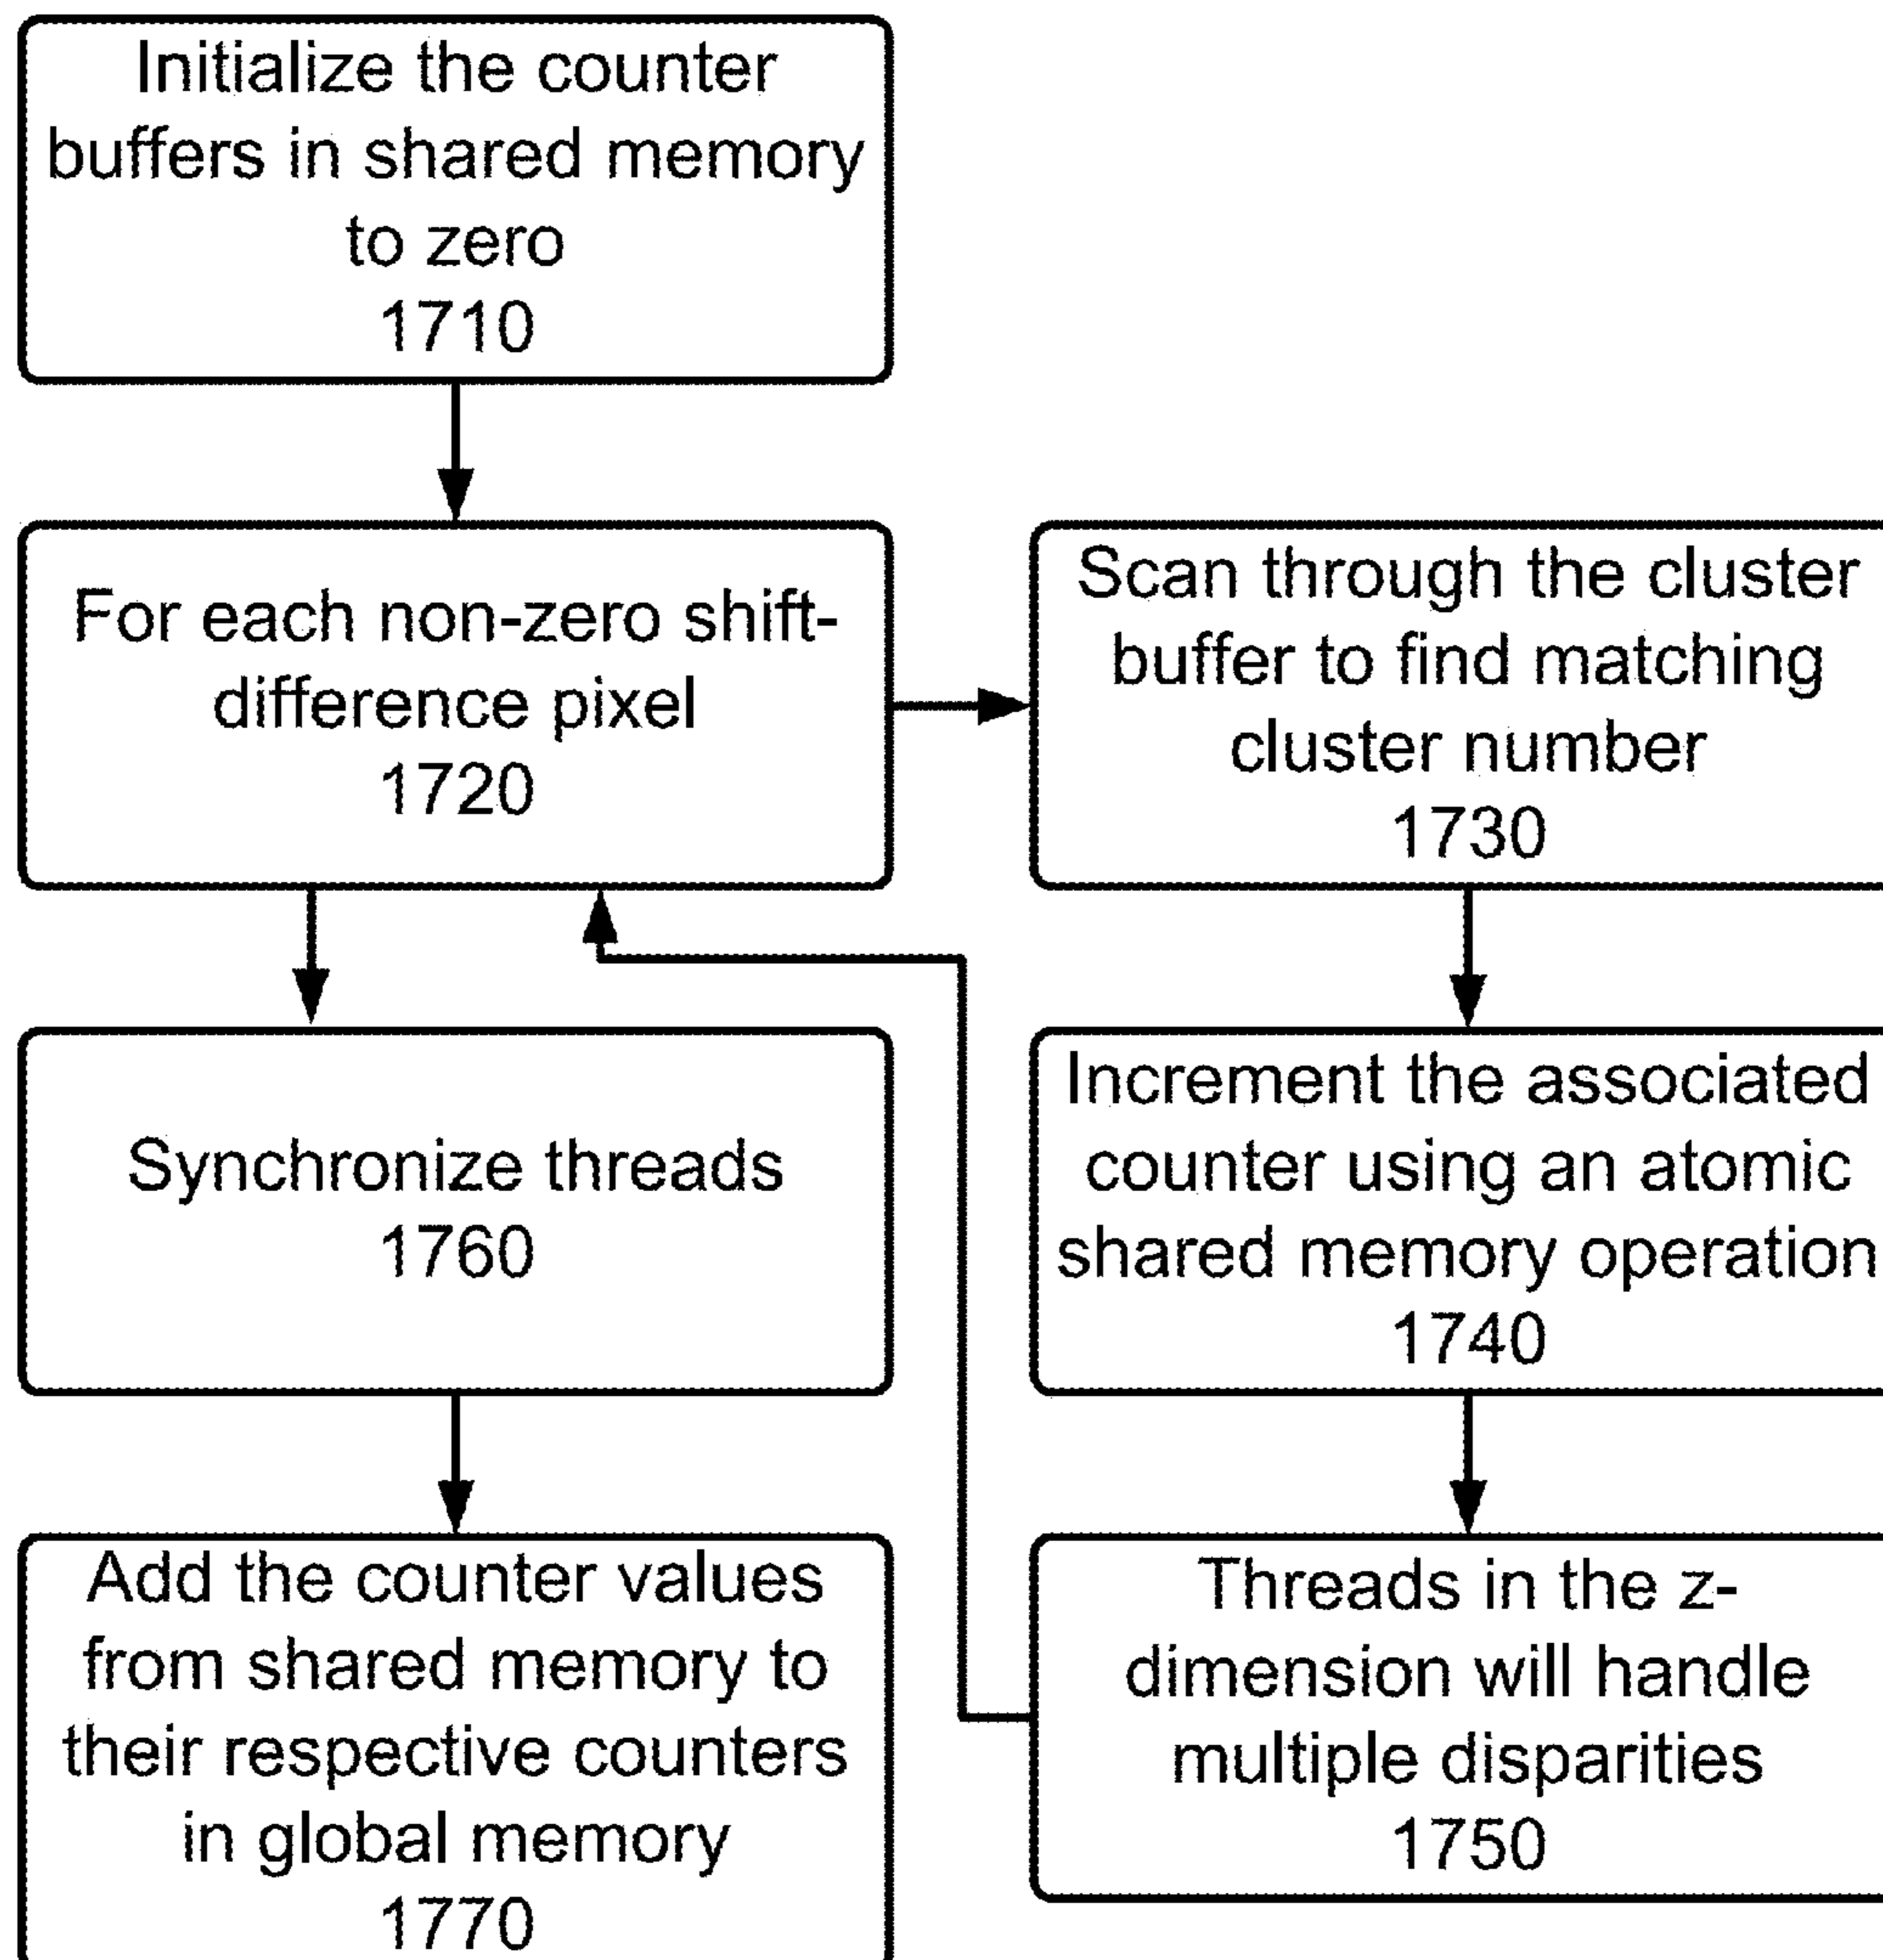 Initialize the counter
buffers in shared memory
to zero
1710
For each non-zero shift-
difference pixel
1720
Scan through the cluster
buffer to find matching
cluster number
1730
Increment the associated
counter using an atomic
shared memory operation
1740
Threads in the z-
dimension will handle
multiple disparities
1750
Synchronize threads
1760
Add the counter values
from shared memory to
their respective counters
in global memory
1770